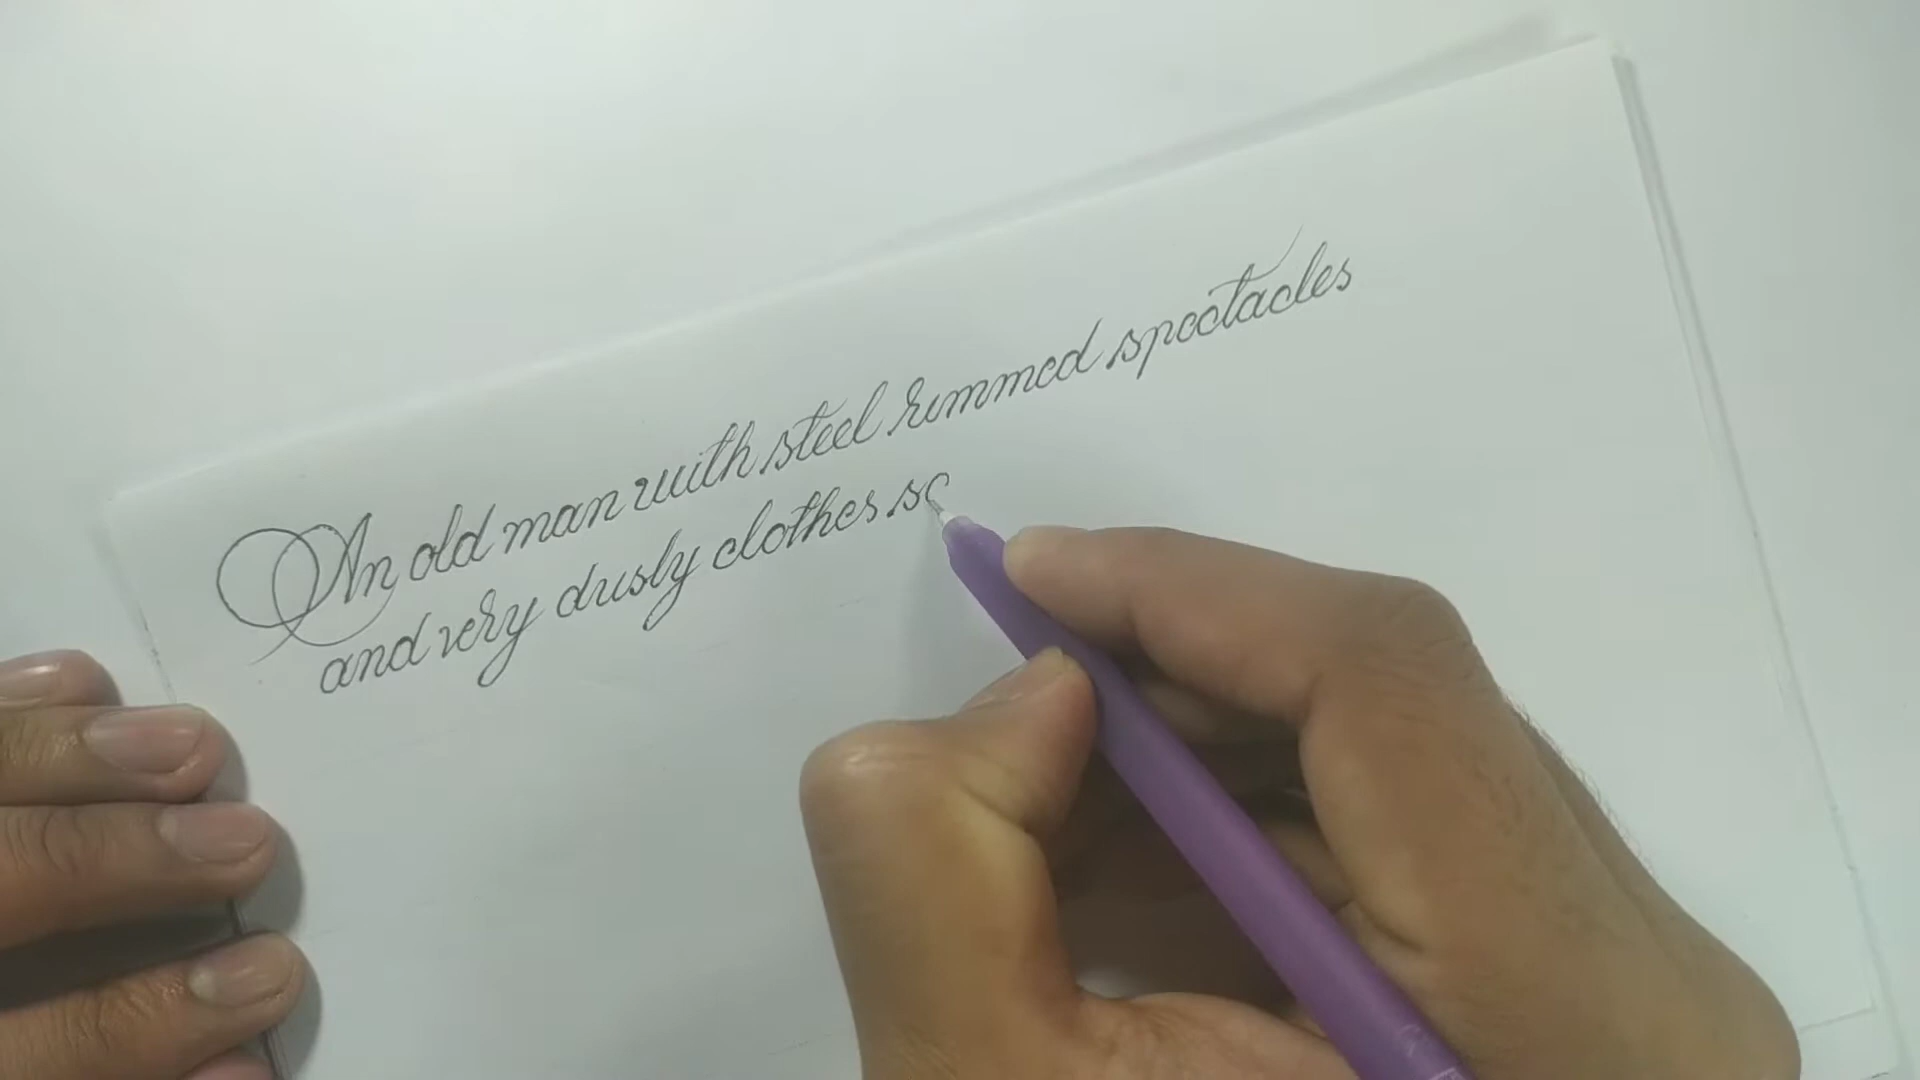 An old man with steel rimmed spectacles
and very dusty clothes s